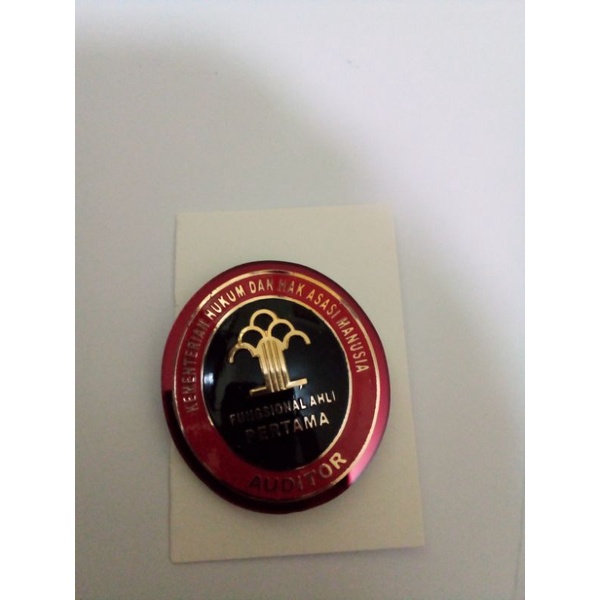 KEMENTERIAN HUKUM DAN HAK ASASI MANUSIA
FUNGSIONAL AHLI
PERTAMA
AUDITOR